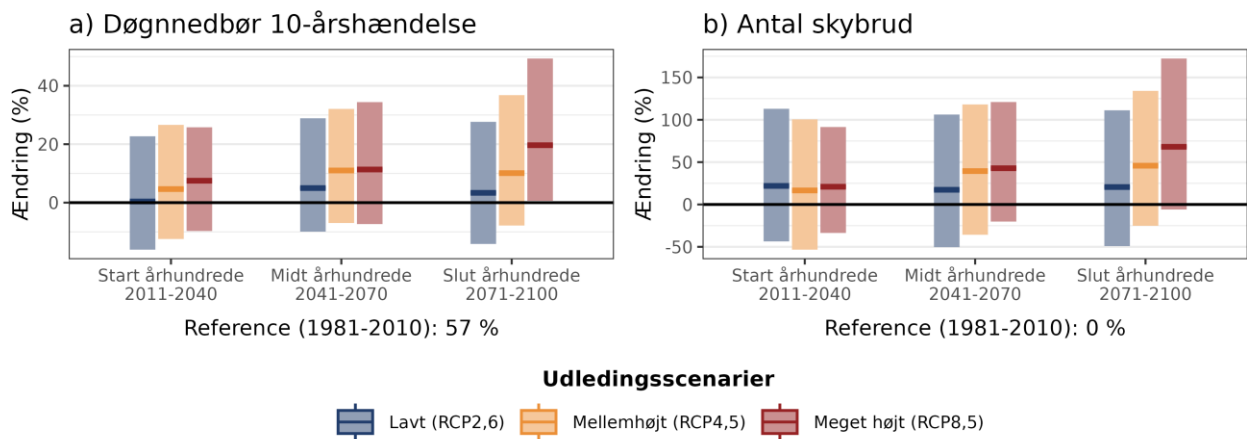 a) Døgnnedbør 10-årshændelse
Ændring (%)
40
20
0
Start århundrede
2011-2040
Midt århundrede
2041-2070
Slut århundrede
2071-2100
Reference (1981-2010): 57 %
b) Antal skybrud
Ændring (%)
150
100
50
0
-50
Start århundrede
2011-2040
Midt århundrede
2041-2070
Slut århundrede
2071-2100
Reference (1981-2010): 0 %
Udledingsscenarier
Lavt (RCP2,6)
Mellemhøjt (RCP4,5)
Meget højt (RCP8,5)